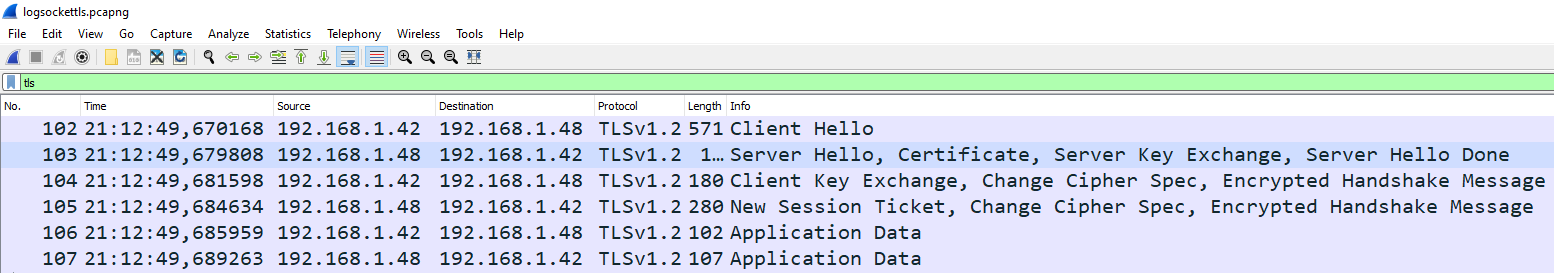 logsockettls.pcapng
File Edit View Go Capture Analyze Statistics Telephony Wireless Tools Help
tls
No. Time Source Destination Protocol Length Info
102 21:12:49,670168 192.168.1.42 192.168.1.48 TLSv1.2 571 Client Hello
103 21:12:49,679808 192.168.1.48 192.168.1.42 TLSv1.2 1… Server Hello, Certificate, Server Key Exchange, Server Hello Done
104 21:12:49,681598 192.168.1.42 192.168.1.48 TLSv1.2 180 Client Key Exchange, Change Cipher Spec, Encrypted Handshake Message
105 21:12:49,684634 192.168.1.48 192.168.1.42 TLSv1.2 280 New Session Ticket, Change Cipher Spec, Encrypted Handshake Message
106 21:12:49,685959 192.168.1.42 192.168.1.48 TLSv1.2 102 Application Data
107 21:12:49,689263 192.168.1.48 192.168.1.42 TLSv1.2 107 Application Data